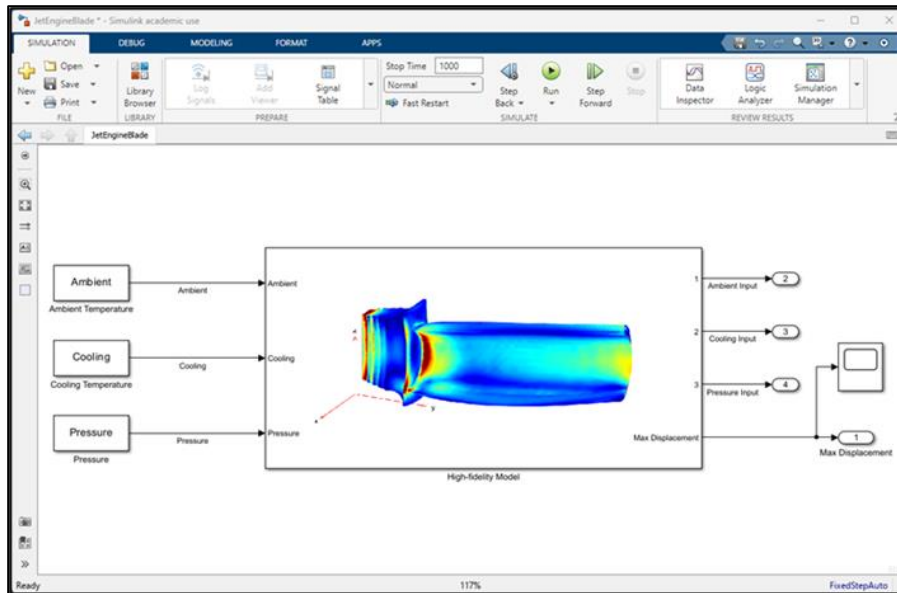 JetEngineBlade * - Simulink academic use
SIMULATION DEBUG MODELING FORMAT APPS
New
Open
Save
Print
FILE
Library Browser
LIBRARY
Log Signals
Add Viewer
Signal Table
PREPARE
Stop Time 1000
Normal
Fast Restart
Step Back
Run
Step Forward
Stop
SIMULATE
Data Inspector
Logic Analyzer
Simulation Manager
REVIEW RESULTS
JetEngineBlade
Ambient
Ambient Temperature
Ambient
Ambient
Cooling
Cooling Temperature
Cooling
Cooling
Pressure
Pressure
Pressure
Pressure
x
y
1
Ambient Input
2
2
Cooling Input
3
3
Pressure Input
4
Max Displacement
1
Max Displacement
High-fidelity Model
Ready 117% FixedStepAuto